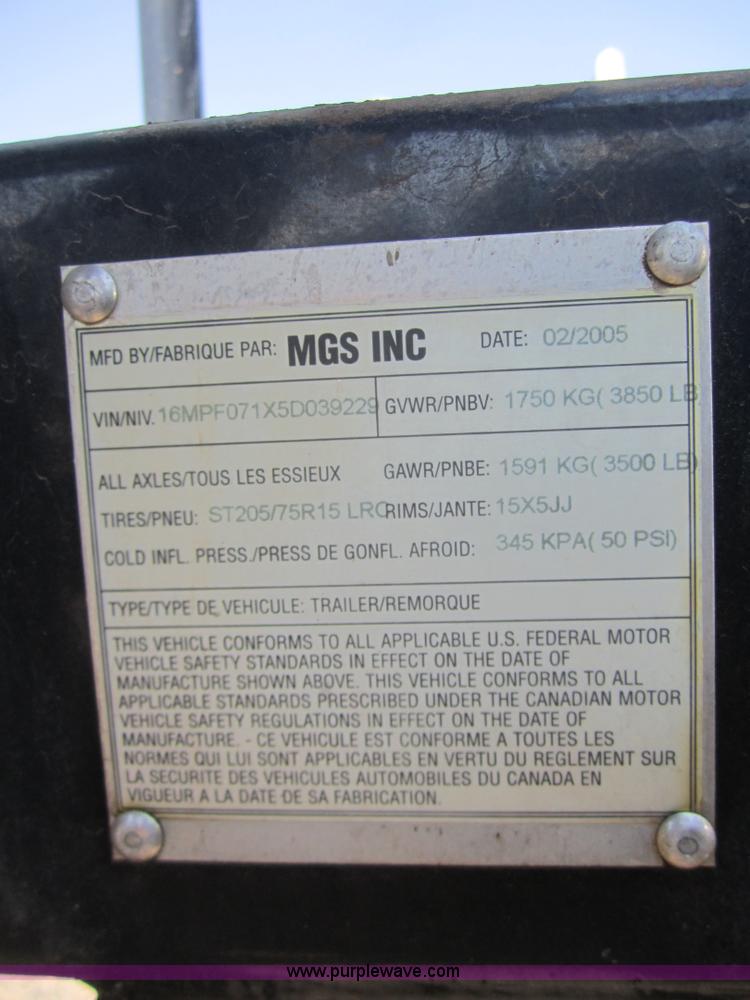 MFD BY/FABRIQUE PAR: MGS INC DATE: 02/2005
VIN/NIV. 16MPF071X5D039229 GVWR/PNBV: 1750 KG( 3850 LB
ALL AXLES/TOUS LES ESSIEUX GAWR/PNBE: 1591 KG( 3500 LB)
TIRES/PNEU: ST205/75R15 LRC RIMS/JANTE: 15X5JJ
COLD INFL. PRESS./PRESS DE GONFL. AFROID: 345 KPA( 50 PSI)
TYPE/TYPE DE VEHICULE: TRAILER/REMORQUE
THIS VEHICLE CONFORMS TO ALL APPLICABLE U.S. FEDERAL MOTOR
VEHICLE SAFETY STANDARDS IN EFFECT ON THE DATE OF
MANUFACTURE SHOWN ABOVE. THIS VEHICLE CONFORMS TO ALL
APPLICABLE STANDARDS PRESCRIBED UNDER THE CANADIAN MOTOR
VEHICLE SAFETY REGULATIONS IN EFFECT ON THE DATE OF
MANUFACTURE. - CE VEHICULE EST CONFORME A TOUTES LES
NORMES QUI LUI SONT APPLICABLES EN VERTU DU REGLEMENT SUR
LA SECURITE DES VEHICULES AUTOMOBILES DU CANADA EN
VIGUEUR A LA DATE DE SA FABRICATION.
www.purplewave.com